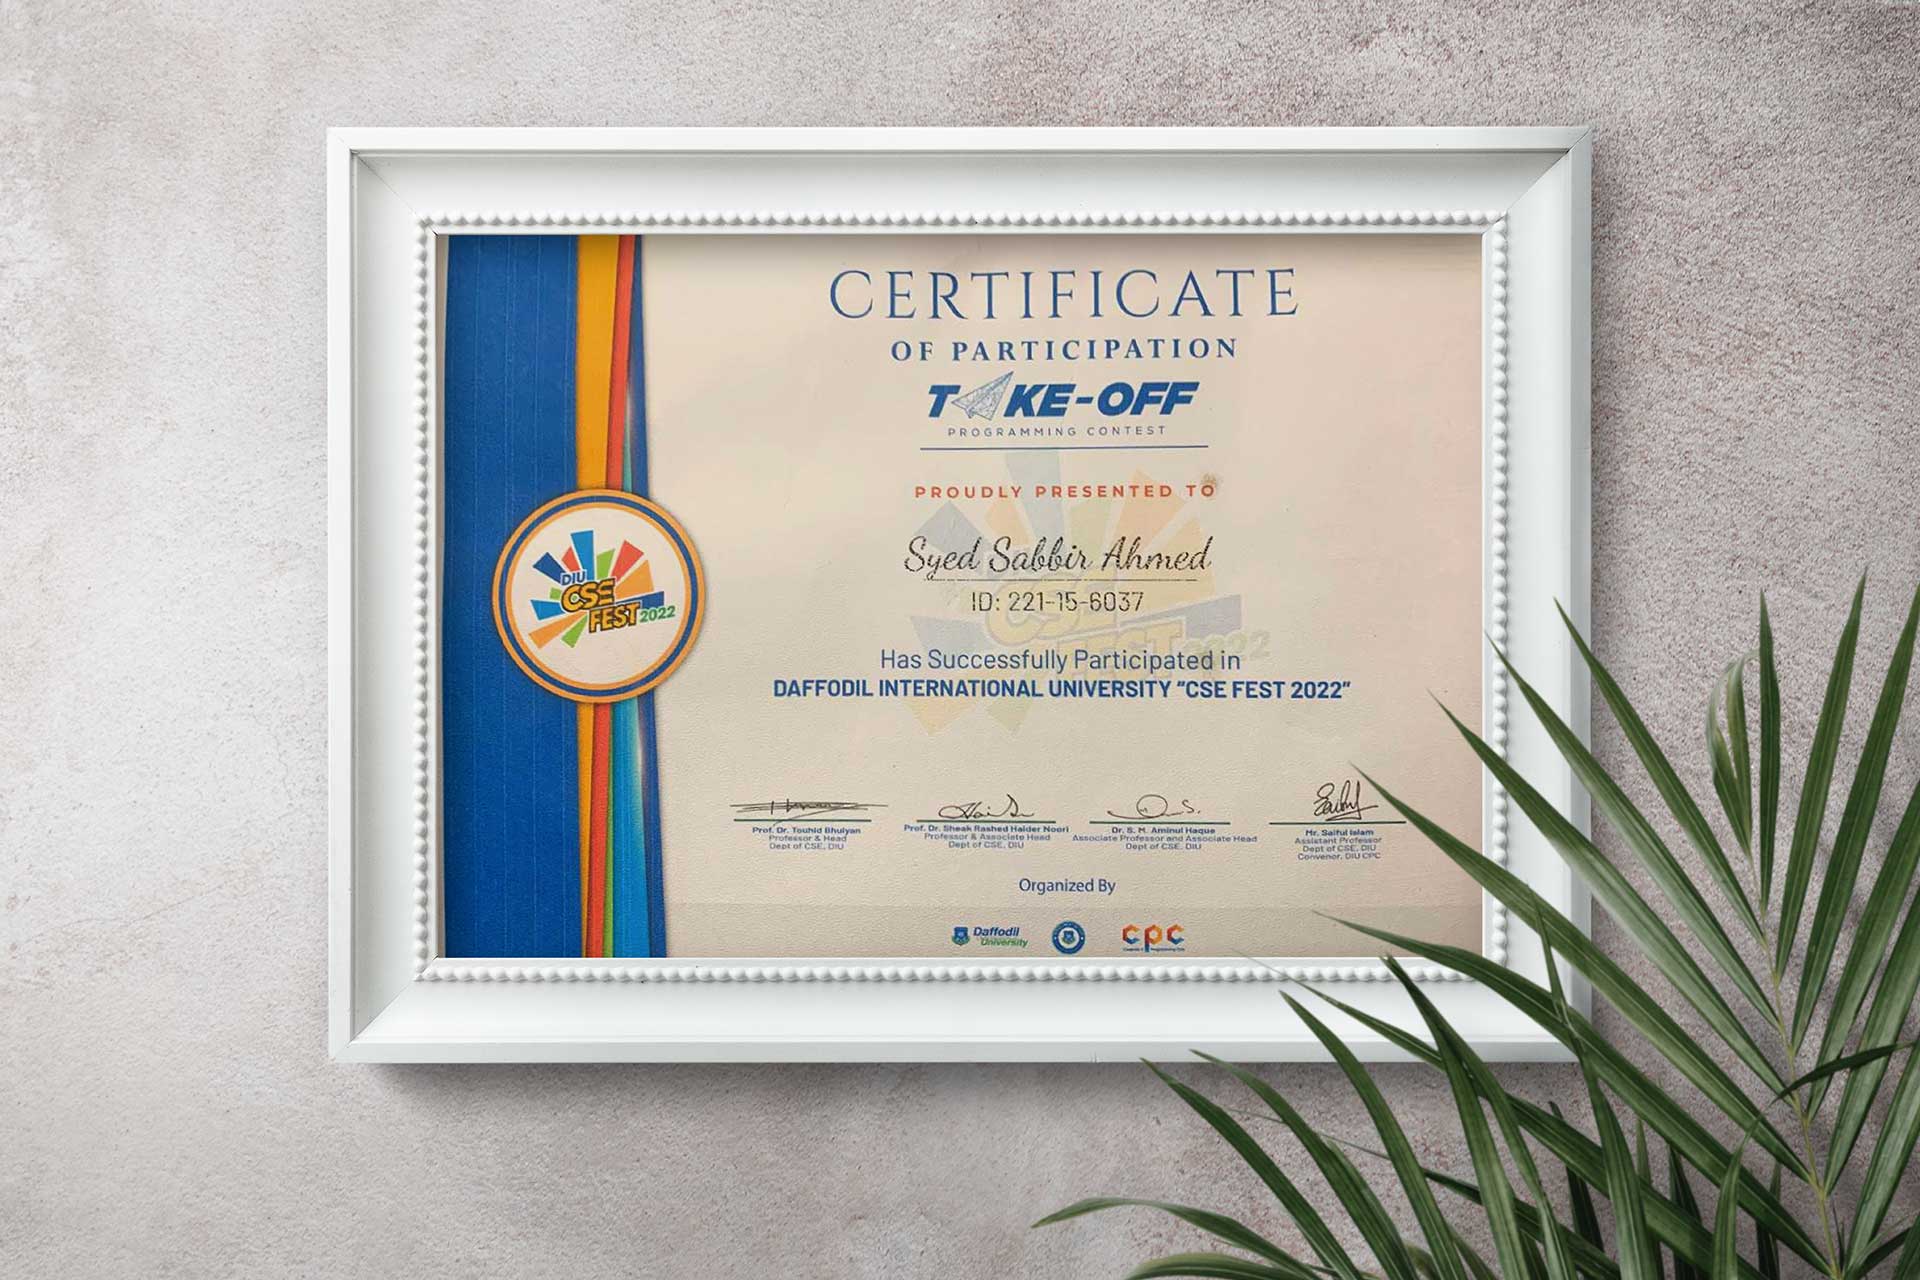 CERTIFICATE
OF PARTICIPATION
TAKE-OFF
PROGRAMMING CONTEST
PROUDLY PRESENTED TO
Syed Sabbir Ahmed
ID: 221-15-6037
Has Successfully Participated in
DAFFODIL INTERNATIONAL UNIVERSITY "CSE FEST 2022"
DIU
CSE
FEST 2022
Prof. Dr. Touhid Bhuiyan
Professor & Head
Dept of CSE, DIU
Prof. Dr. Sheak Rashed Haider Noori
Professor & Associate Head
Dept of CSE, DIU
Dr. S. M. Aminul Haque
Associate Professor and Associate Head
Dept of CSE, DIU
Mr. Saiful Islam
Assistant Professor
Dept of CSE, DIU
Convenor, DIU CPC
Organized By
Daffodil
University
cpc